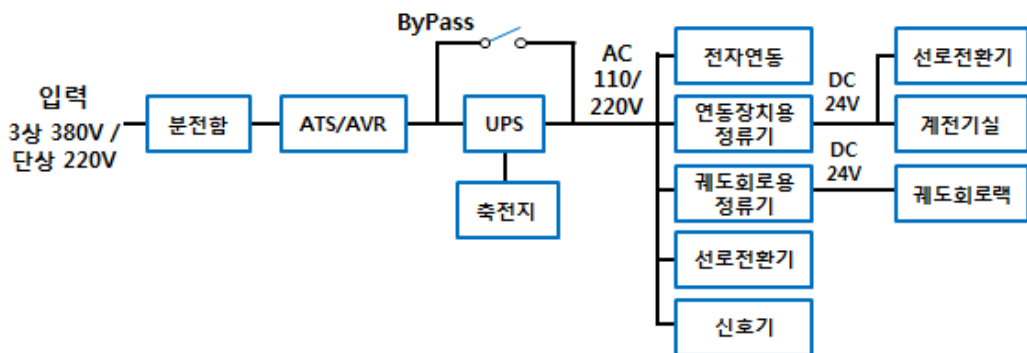 ByPass
입력
3상 380V /
단상 220V
분전함
ATS/AVR
UPS
축전지
AC
110/
220V
전자연동
연동장치용
정류기
궤도회로용
정류기
선로전환기
신호기
DC
24V
DC
24V
선로전환기
계전기실
궤도회로랙